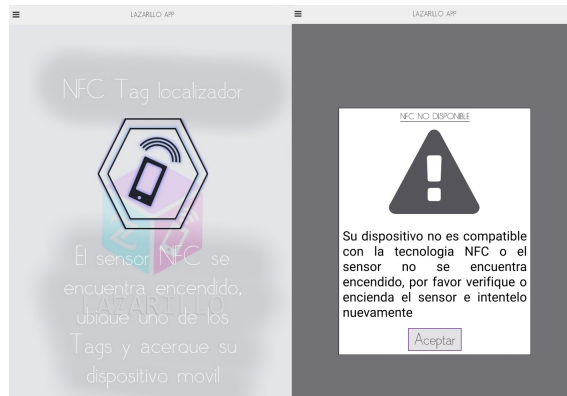 LAZARILLO APP
NFC Tag localizador
El sensor NFC se
encuentra encendido,
ubique uno de los
Tags y acerque su
dispositivo movil
LAZARILLO
LAZARILLO APP
NFC NO DISPONIBLE
Su dispositivo no es compatible
con la tecnologia NFC o el
sensor no se encuentra
encendido, por favor verifique o
encienda el sensor e intentelo
nuevamente
Aceptar